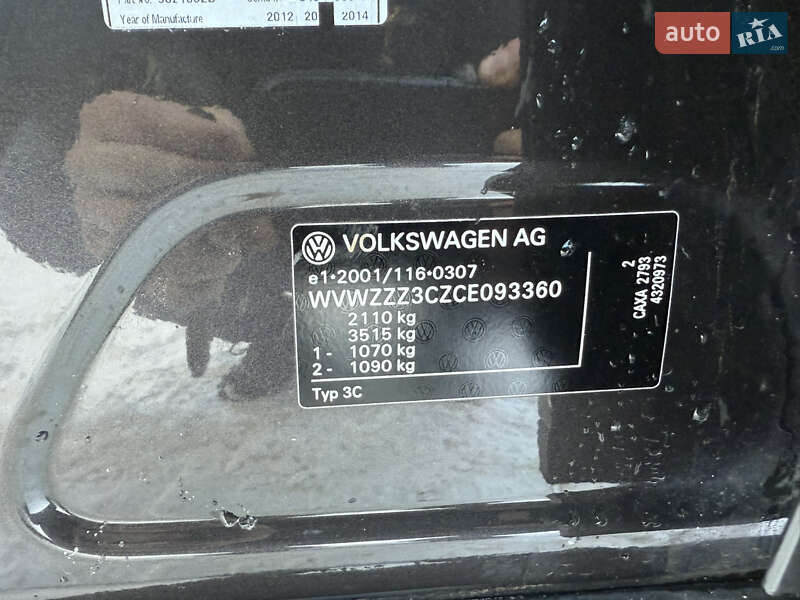 Year of Manufacture 2012 20 2014
auto RIA.com
VOLKSWAGEN AG
e1*2001/116*0307
WVWZZZ3CZCE093360
2110 kg
3515 kg
1 - 1070 kg
2 - 1090 kg
Typ 3C
2
CAXA 2793
4320973